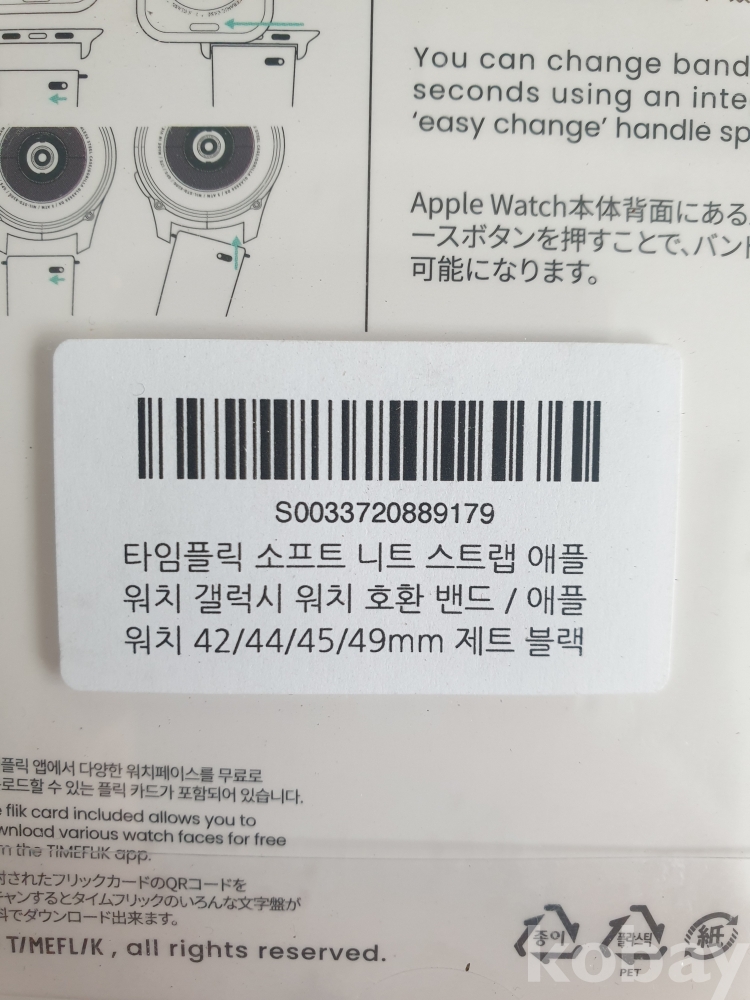 You can change band
seconds using an inte
‘easy change’ handle sp
Apple Watch本体背面にある
ースボタンを押すことで、バンド
可能になります。
S0033720889179
타임플릭 소프트 니트 스트랩 애플
워치 갤럭시 워치 호환 밴드 / 애플
워치 42/44/45/49mm 제트 블랙
플릭 앱에서 다양한 워치페이스를 무료로
로드할 수 있는 플릭 카드가 포함되어 있습니다.
flik card included allows you to
wnload various watch faces for free
m the TIMEFLIK app.
されたフリックカードのQRコードを
チャンするとタイムフリックのいろんな文字盤が
料でダウンロード出来ます。
TIMEFLIK , all rights reserved.
종이
플라스틱
紙
PET
kobay